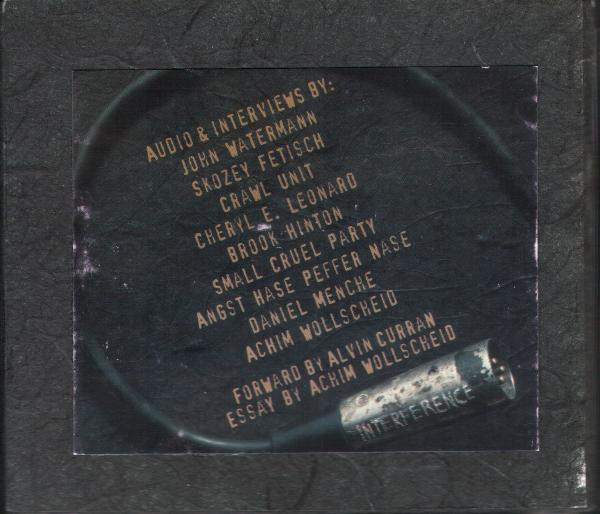 AUDIO & INTERVIEWS BY:
JOHN WATERMANN
SKOZEY FETISCH
CRAWL UNIT
CHERYL E. LEONARD
BROOK HINTON
SMALL CRUEL PARTY
ANGST HASE PFEFFER NASE
DANIEL MENCHE
ACHIM WOLLSCHEID
FORWARD BY ALVIN CURRAN
ESSAY BY ACHIM WOLLSCHEID
INTERFERENCE